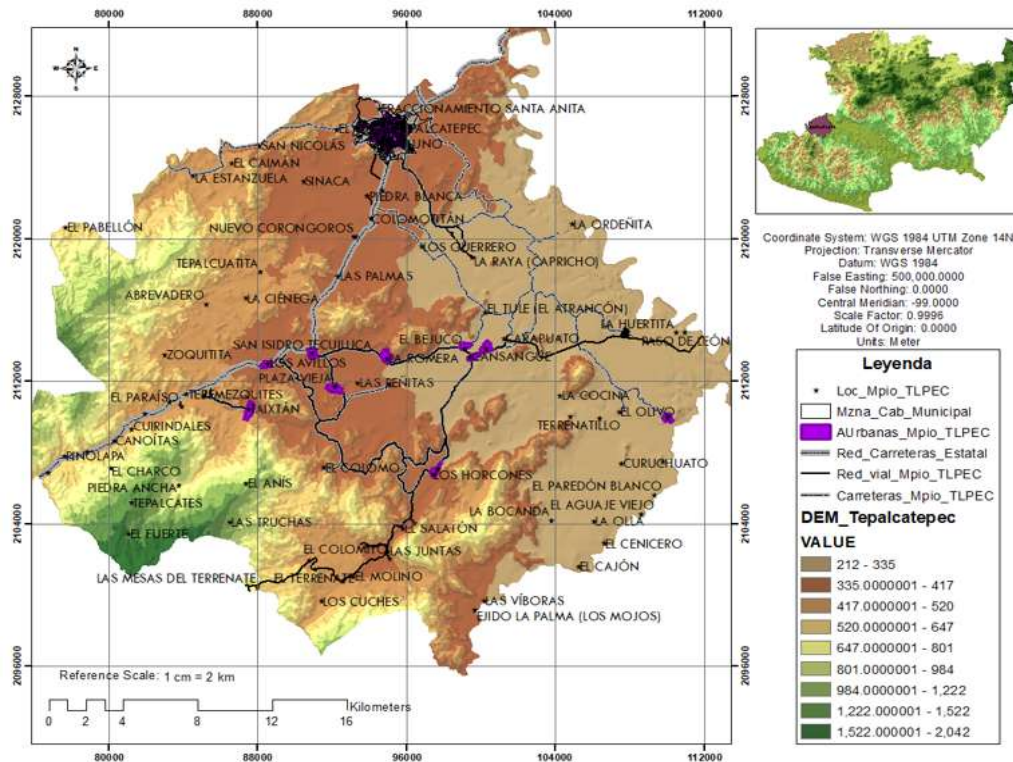 80000 88000 96000 104000 112000
N
W E
S
2128000
2128000
FRACCIONAMIENTO SANTA ANITA
SAN NICOLÁS
EL CAIMÁN
LA ESTANZUELA
SINACA
PIEDRA BLANCA
EL PABELLÓN
COLOMOTITÁN
LA ORDEÑITA
2120000
2120000
NUEVO CORONGOROS
LOS GUERRERO
TEPALCUATITA
LA RAYA (CAPRICHO)
LAS PALMAS
ABREVADERO
LA CIÉNEGA
EL TULE (EL ATRANCÓN)
LA HUERTITA
SAN ISIDRO TECUILUCA
EL BEJUCO
PASO DE LEÓN
ZOQUITITA
LA ROMERA
2112000
2112000
PLAZA VIEJA
LAS PEÑITAS
EL PARAÍSO
TEREMEZQUITES
LA COCINA
EL OLIVO
CUIRINDALES
TERRENATILLO
CANOÍTAS
PINOLAPA
EL CHARCO
EL COLOMO
LOS HORCONES
CURUCHUATO
PIEDRA ANCHA
EL ANÍS
EL PAREDÓN BLANCO
TEPALCATES
EL AGUAJE VIEJO
LA BOCANDA
LAS TRUCHAS
LA OLLA
2104000
2104000
EL FUERTE
EL SALATÓN
EL CENICERO
EL COLOMITO
LAS JUNTAS
EL CAJÓN
LAS MESAS DEL TERRENATE
EL TERRENATE
EL MOLINO
LOS CUCHES
LAS VÍBORAS
EJIDO LA PALMA (LOS MOJOS)
2096000
2096000
Reference Scale: 1 cm = 2 km
Kilometers
0 2 4 8 12 16
80000 88000 96000 104000 112000
Coordinate System: WGS 1984 UTM Zone 14N
Projection: Transverse Mercator
Datum: WGS 1984
False Easting: 500,000.0000
False Northing: 0.0000
Central Meridian: -99.0000
Scale Factor: 0.9996
Latitude Of Origin: 0.0000
Units: Meter
Leyenda
Loc_Mpio_TLPEC
Mzna_Cab_Municipal
AUrbanas_Mpio_TLPEC
Red_Carreteras_Estatal
Red_vial_Mpio_TLPEC
Carreteras_Mpio_TLPEC
DEM_Tepalcatepec
VALUE
212 - 335
335.0000001 - 417
417.0000001 - 520
520.0000001 - 647
647.0000001 - 801
801.0000001 - 984
984.0000001 - 1,222
1,222.000001 - 1,522
1,522.000001 - 2,042